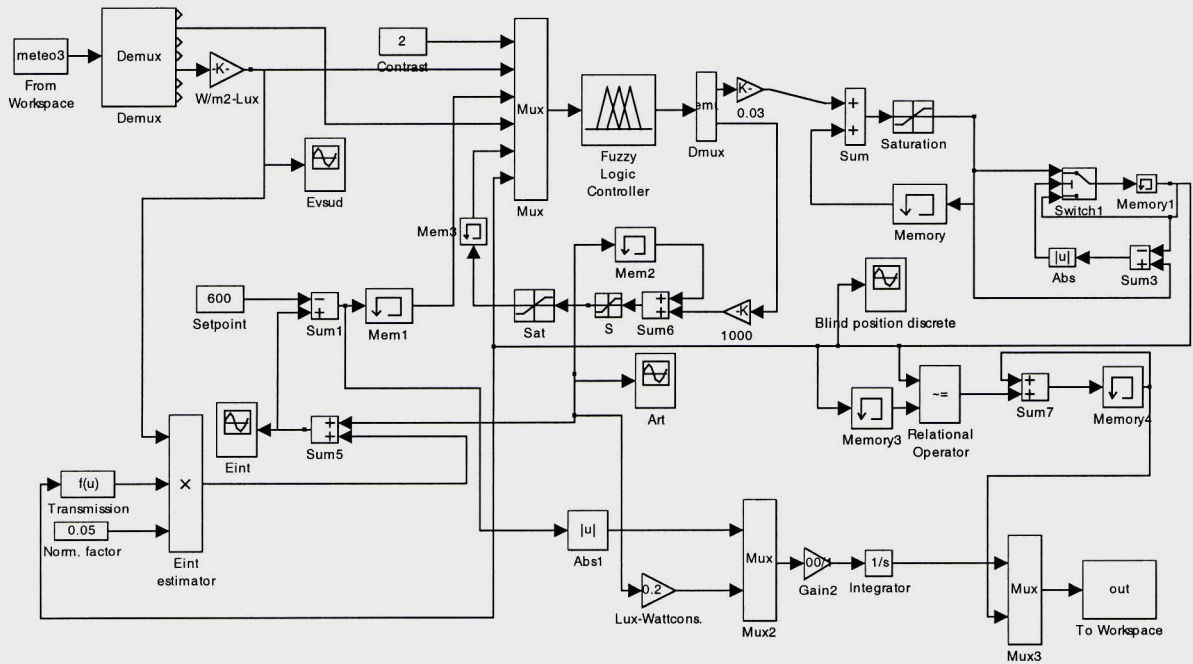 meteo3
From
Workspace
Demux
Demux
-K-
W/m2-Lux
2
Contrast
Evsud
Mux
Mux
Fuzzy
Logic
Controller
Dmux
K-
0.03
+
+
Sum
Saturation
Memory
Switch1
Memory1
|u|
Abs
−
+
Sum3
Mem3
Mem2
Sat
S
+
+
Sum6
-K
1000
Blind position discrete
600
Setpoint
−
+
Sum1
Mem1
Art
Memory3
~=
Relational
Operator
+
+
Sum7
Memory4
Eint
+
+
Sum5
f(u)
Transmission
0.05
Norm. factor
×
Eint
estimator
|u|
Abs1
0.2
Lux-Wattcons.
Mux
Mux2
00/1
Gain2
1/s
Integrator
Mux
Mux3
out
To Workspace